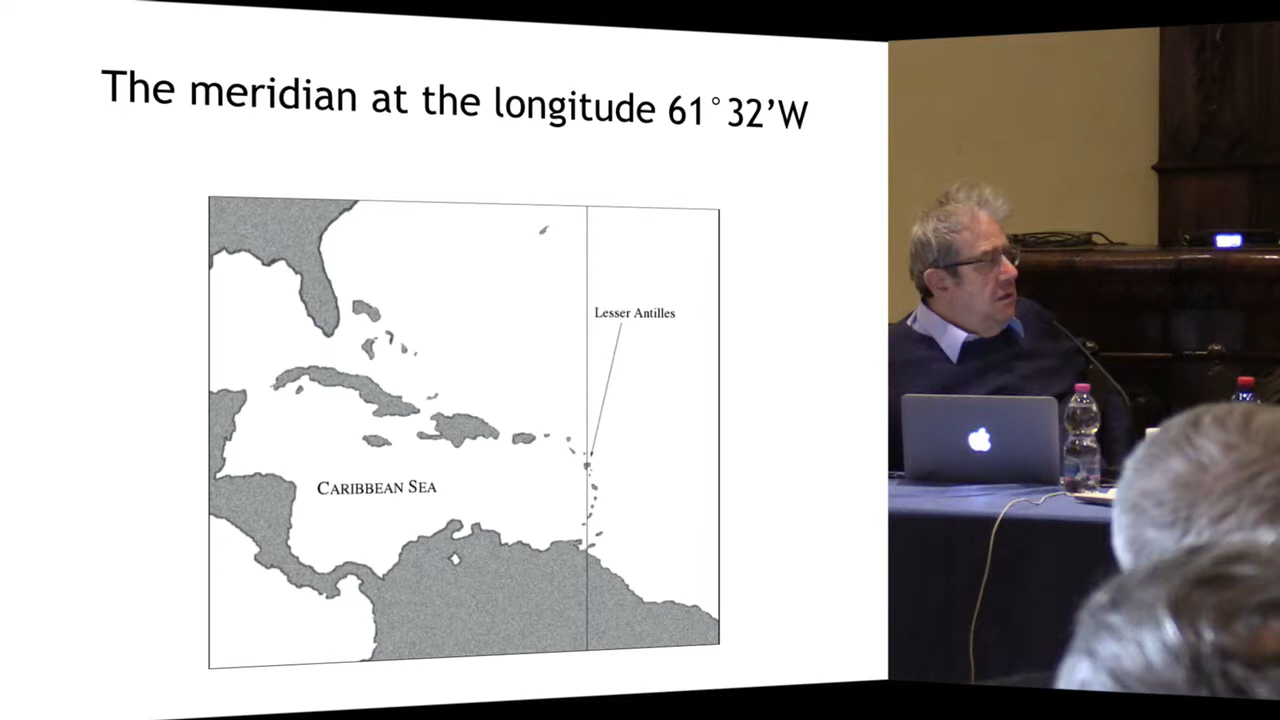 The meridian at the longitude 61°32’W
Lesser Antilles
CARIBBEAN SEA